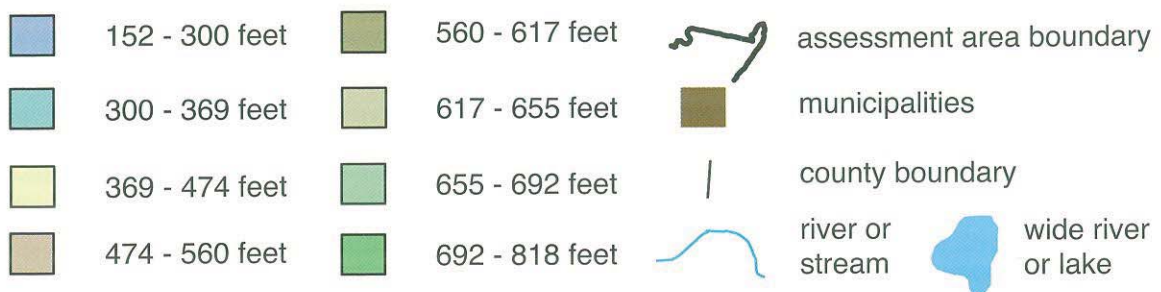 152 - 300 feet
300 - 369 feet
369 - 474 feet
474 - 560 feet
560 - 617 feet
617 - 655 feet
655 - 692 feet
692 - 818 feet
assessment area boundary
municipalities
county boundary
river or
stream
wide river
or lake